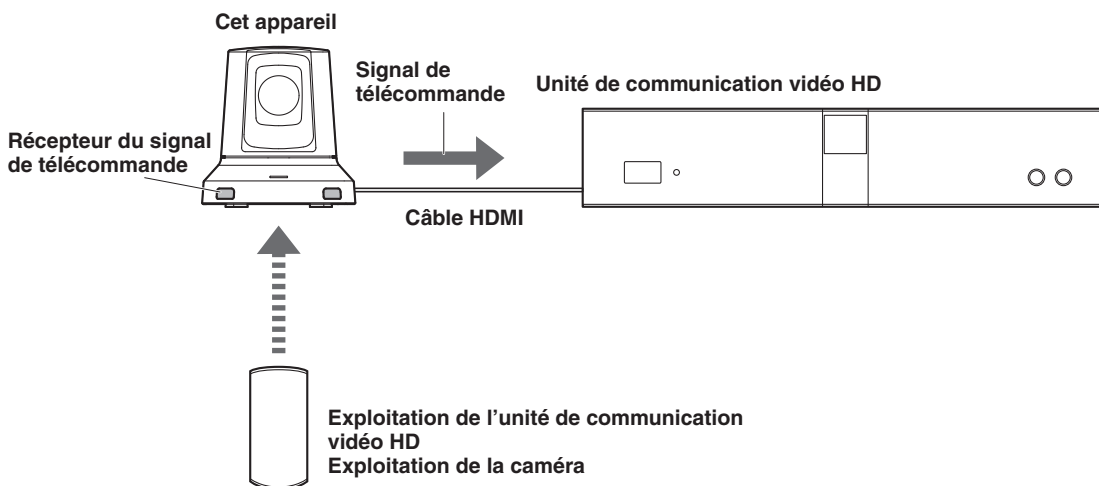 Cet appareil
Signal de
télécommande
Unité de communication vidéo HD
Récepteur du signal
de télécommande
Câble HDMI
Exploitation de l’unité de communication
vidéo HD
Exploitation de la caméra